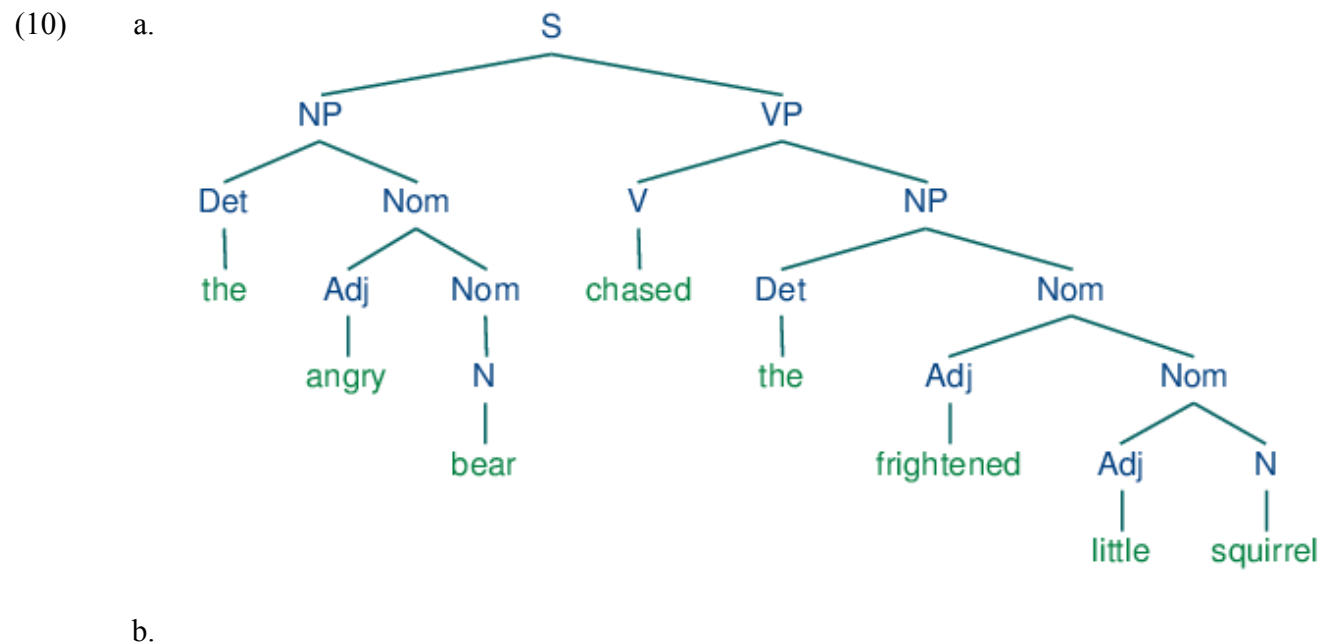 (10) a. S
NP VP
Det Nom V NP
the Adj Nom chased Det Nom
angry N the Adj Nom
bear frightened Adj N
little squirrel
b.